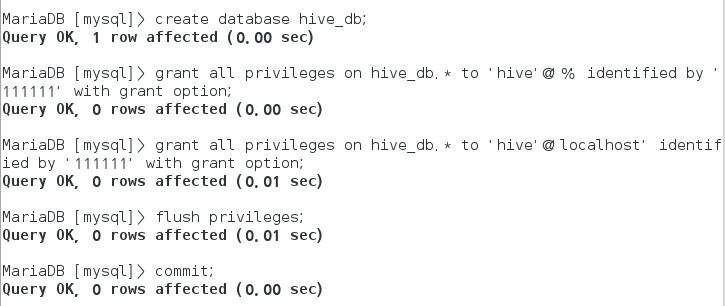 MariaDB [mysql]> create database hive_db;
Query OK, 1 row affected (0.00 sec)
MariaDB [mysql]> grant all privileges on hive_db.* to 'hive'@% identified by '
111111' with grant option;
Query OK, 0 rows affected (0.00 sec)
MariaDB [mysql]> grant all privileges on hive_db.* to 'hive'@localhost' identif
ied by '111111' with grant option;
Query OK, 0 rows affected (0.01 sec)
MariaDB [mysql]> flush privileges;
Query OK, 0 rows affected (0.01 sec)
MariaDB [mysql]> commit;
Query OK, 0 rows affected (0.00 sec)